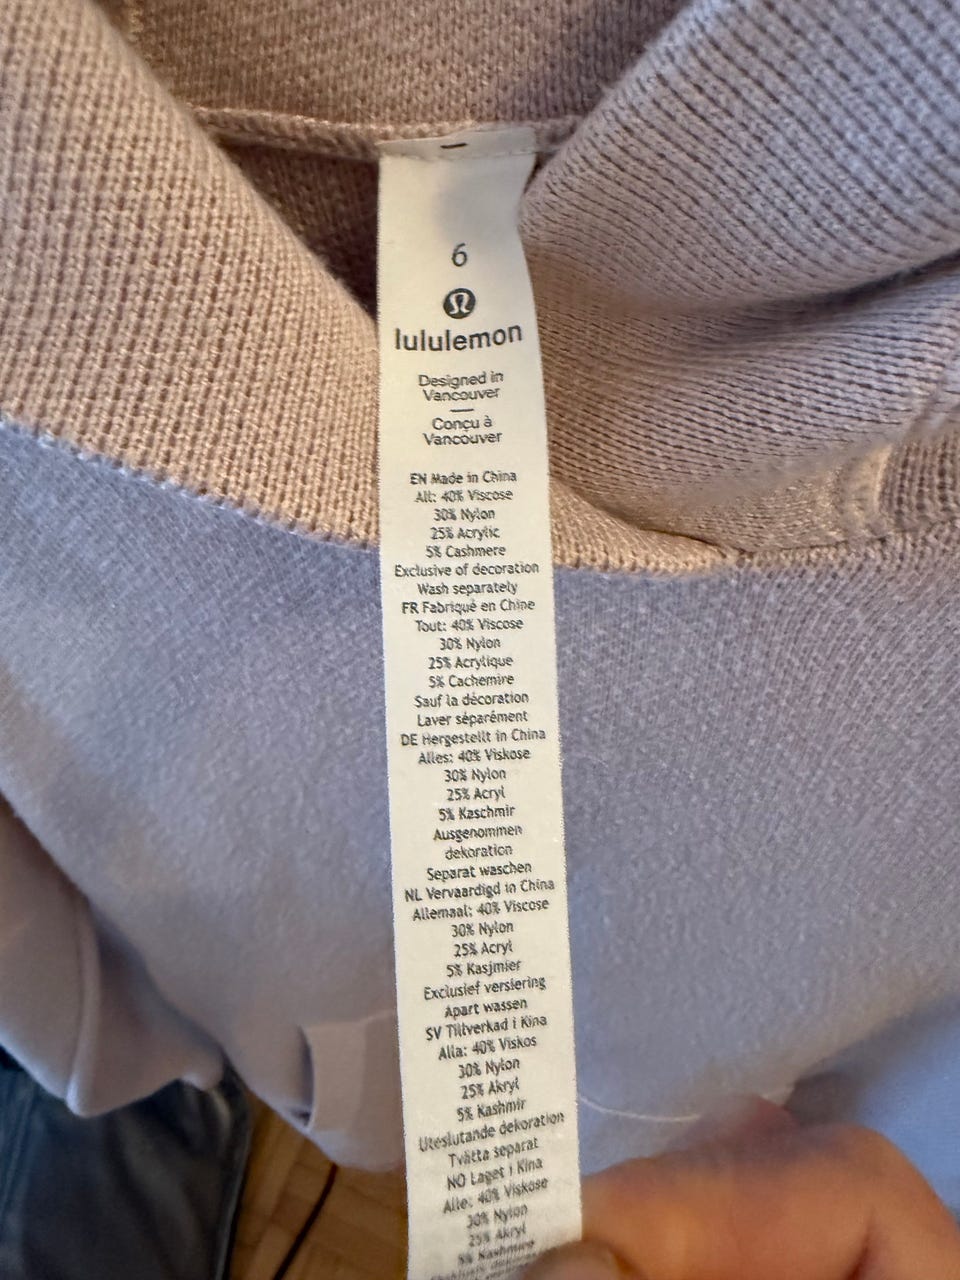 6
lululemon
Designed in
Vancouver
Conçu à
Vancouver
EN Made in China
All: 40% Viscose
30% Nylon
25% Acrylic
5% Cashmere
Exclusive of decoration
Wash separately
FR Fabriqué en Chine
Tout: 40% Viscose
30% Nylon
25% Acrylique
5% Cachemire
Sauf la décoration
Laver séparément
DE Hergestellt in China
Alles: 40% Viskose
30% Nylon
25% Acryl
5% Kaschmir
Ausgenommen
dekoration
Separat waschen
NL Vervaardigd in China
Allemaal: 40% Viscose
30% Nylon
25% Acryl
5% Kasjmier
Exclusief versiering
Apart wassen
SV Tillverkad i Kina
Alla: 40% Viskos
30% Nylon
25% Akryl
5% Kashmir
Uteslutande dekoration
Tvätta separat
NO Laget i Kina
Alle: 40% Viskose
30% Nylon
25% Akryl
5% Kashmir